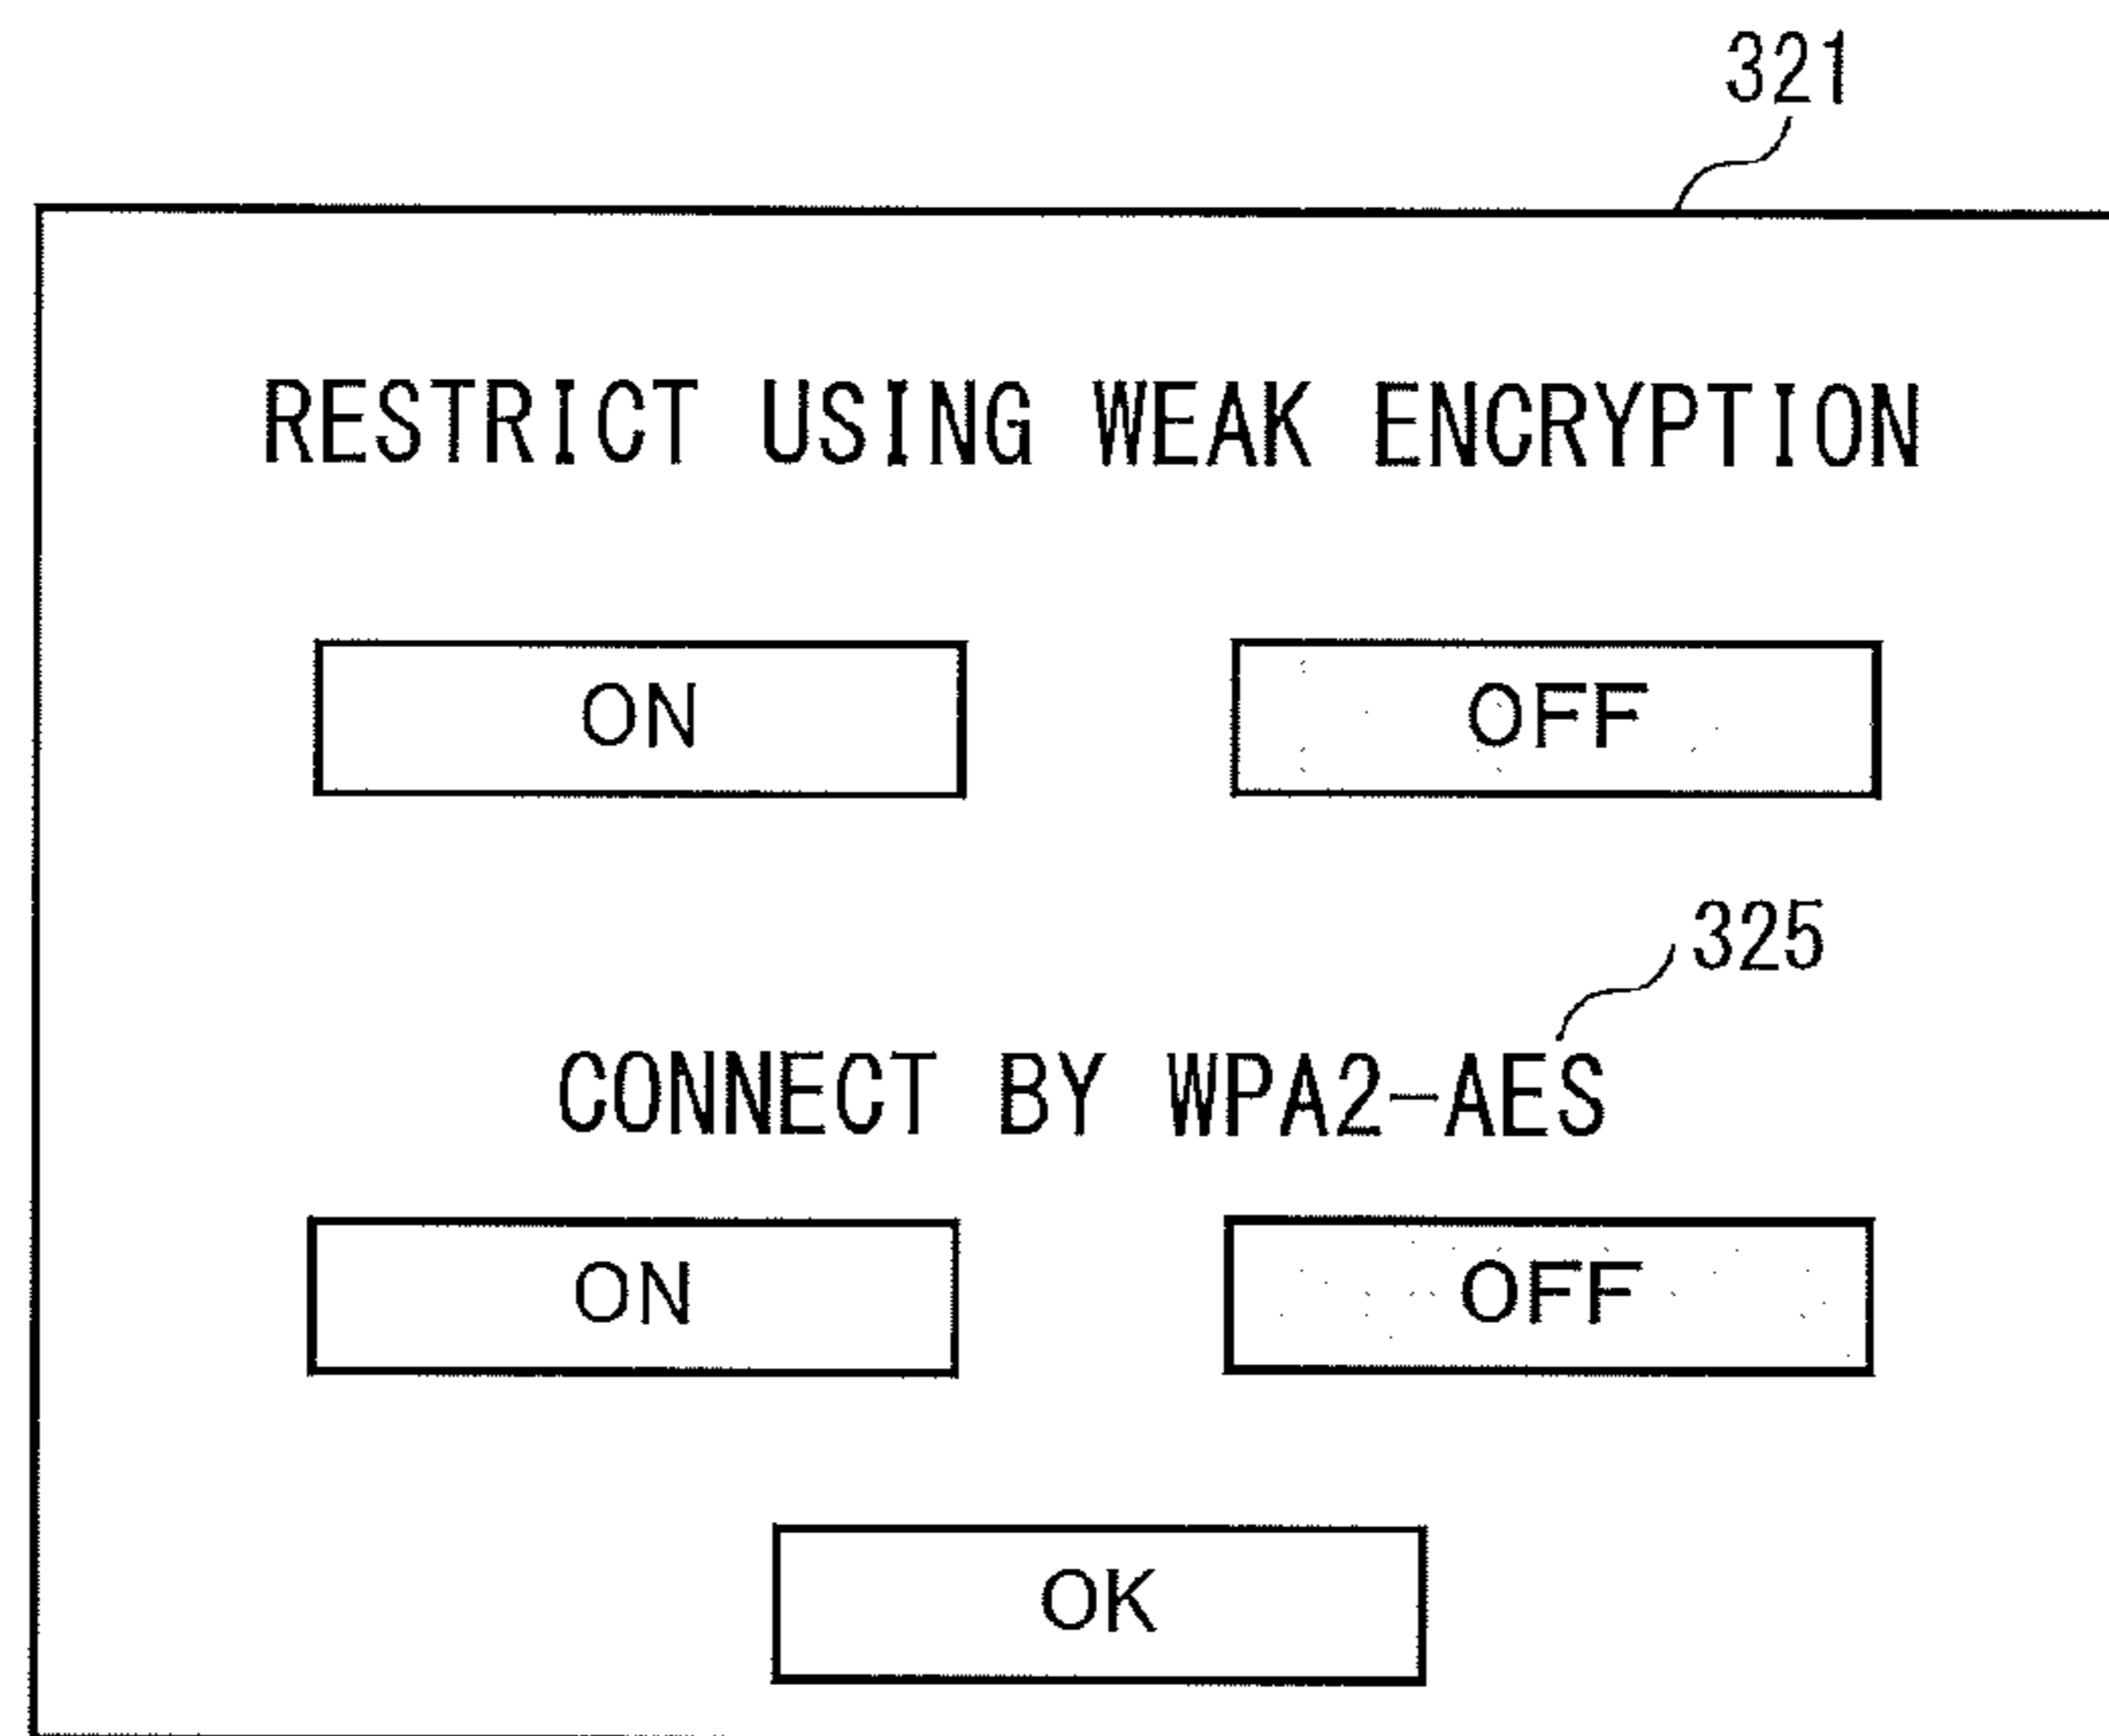 321
RESTRICT USING WEAK ENCRYPTION
ON OFF
325
CONNECT BY WPA2-AES
ON OFF
OK